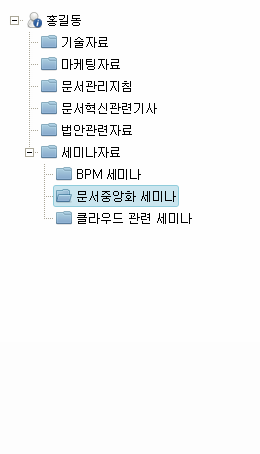 홍길동
기술자료
마케팅자료
문서관리지침
문서혁신관련기사
법안관련자료
세미나자료
BPM 세미나
문서중앙화 세미나
클라우드 관련 세미나